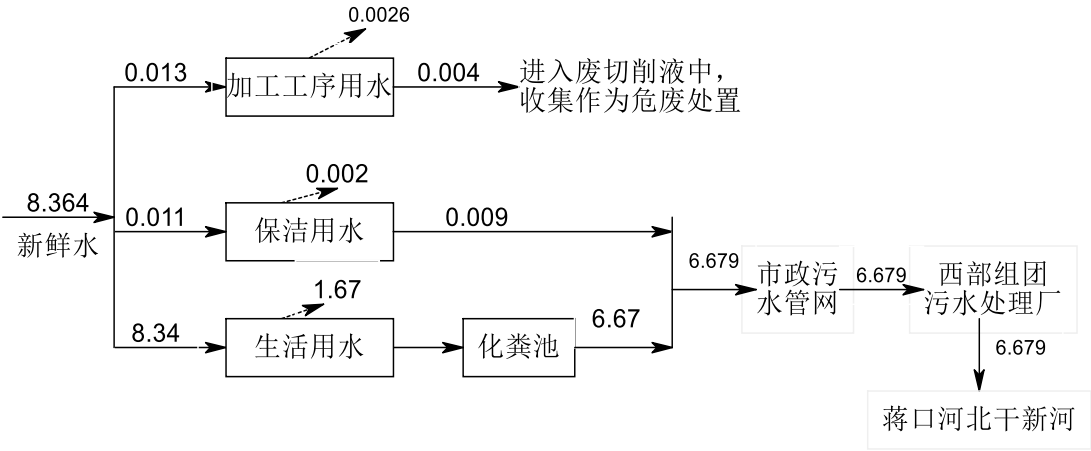 0.0026
0.013
加工工序用水
0.004
进入废切削液中，
收集作为危废处置
8.364
新鲜水
0.002
0.011
保洁用水
0.009
1.67
8.34
生活用水
化粪池
6.67
6.679
市政污
水管网
6.679
西部组团
污水处理厂
6.679
蒋口河北干新河